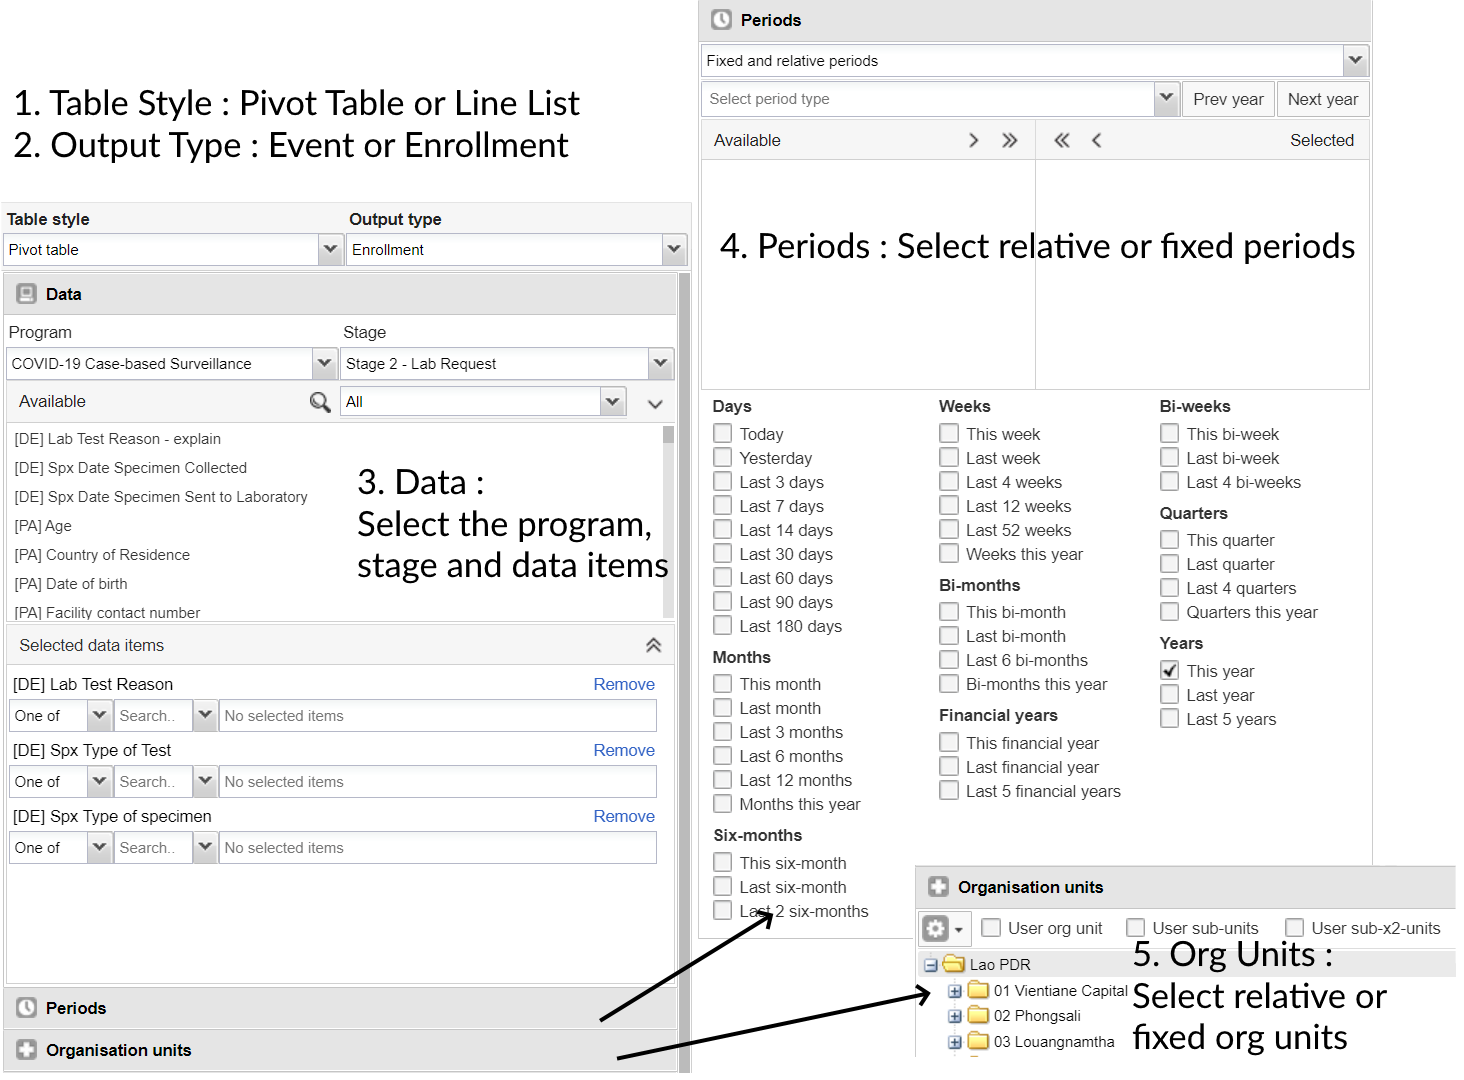 1. Table Style : Pivot Table or Line List
2. Output Type : Event or Enrollment
Table style
Output type
Pivot table
Enrollment
Data
Program
Stage
COVID-19 Case-based Surveillance
Stage 2 - Lab Request
Available
All
[DE] Lab Test Reason - explain
[DE] Spx Date Specimen Collected
[DE] Spx Date Specimen Sent to Laboratory
[PA] Age
[PA] Country of Residence
[PA] Date of birth
[PA] Facility contact number
3. Data :
Select the program,
stage and data items
Selected data items
[DE] Lab Test Reason
Remove
One of
Search..
No selected items
[DE] Spx Type of Test
Remove
One of
Search..
No selected items
[DE] Spx Type of specimen
Remove
One of
Search..
No selected items
Periods
Organisation units
Periods
Fixed and relative periods
Select period type
Prev year
Next year
Available
Selected
4. Periods : Select relative or fixed periods
Days
Today
Yesterday
Last 3 days
Last 7 days
Last 14 days
Last 30 days
Last 60 days
Last 90 days
Last 180 days
Months
This month
Last month
Last 3 months
Last 6 months
Last 12 months
Months this year
Six-months
This six-month
Last six-month
Last 2 six-months
Weeks
This week
Last week
Last 4 weeks
Last 12 weeks
Last 52 weeks
Weeks this year
Bi-months
This bi-month
Last bi-month
Last 6 bi-months
Bi-months this year
Financial years
This financial year
Last financial year
Last 5 financial years
Bi-weeks
This bi-week
Last bi-week
Last 4 bi-weeks
Quarters
This quarter
Last quarter
Last 4 quarters
Quarters this year
Years
This year
Last year
Last 5 years
Organisation units
User org unit
User sub-units
User sub-x2-units
Lao PDR
01 Vientiane Capital
02 Phongsali
03 Louangnamtha
5. Org Units :
Select relative or
fixed org units